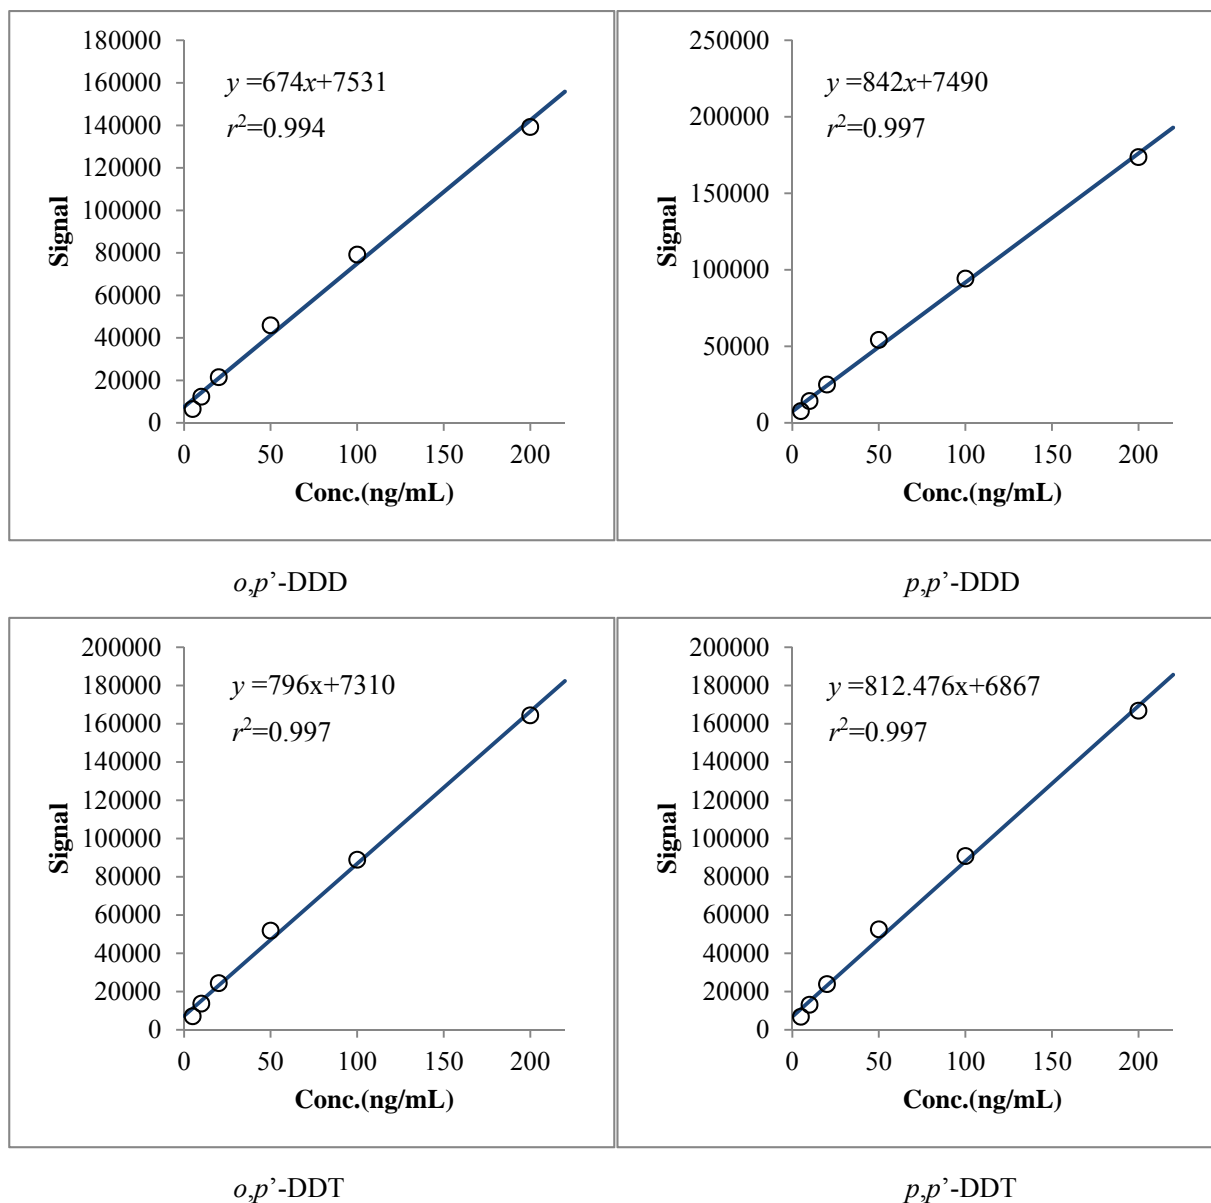 180000
160000
140000
120000
100000
80000
60000
40000
20000
0
Signal
y =674x+7531
r²=0.994
0 50 100 150 200
Conc.(ng/mL)
o,p’-DDD
250000
200000
150000
100000
50000
0
Signal
y =842x+7490
r²=0.997
0 50 100 150 200
Conc.(ng/mL)
p,p’-DDD
200000
180000
160000
140000
120000
100000
80000
60000
40000
20000
0
Signal
y =796x+7310
r²=0.997
0 50 100 150 200
Conc.(ng/mL)
o,p’-DDT
200000
180000
160000
140000
120000
100000
80000
60000
40000
20000
0
Signal
y =812.476x+6867
r²=0.997
0 50 100 150 200
Conc.(ng/mL)
p,p’-DDT